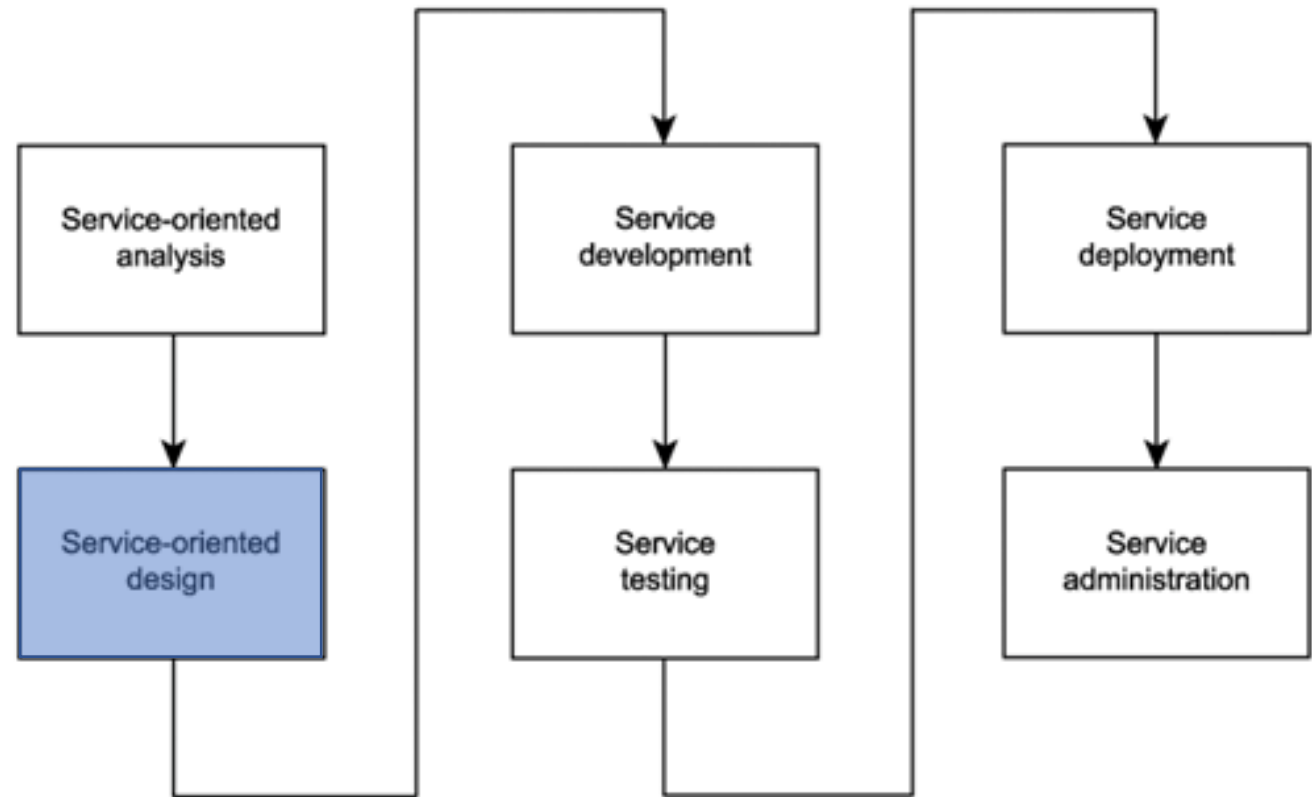 Service-oriented
analysis
Service-oriented
design
Service
development
Service
testing
Service
deployment
Service
administration